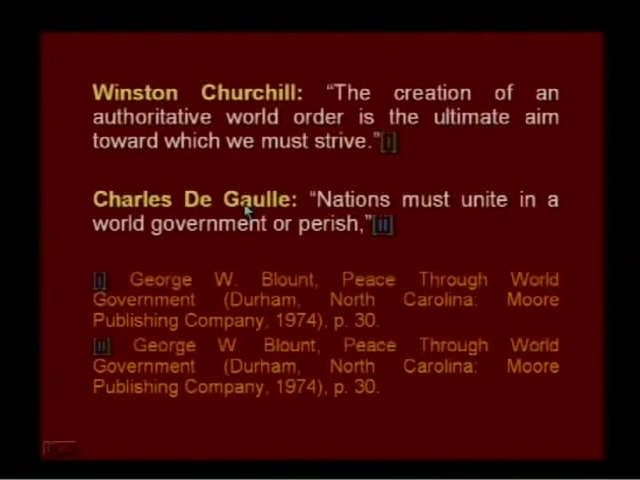 Winston Churchill: “The creation of an
authoritative world order is the ultimate aim
toward which we must strive.”[i]
Charles De Gaulle: “Nations must unite in a
world government or perish,”[ii]
[i] George W. Blount, Peace Through World
Government (Durham, North Carolina: Moore
Publishing Company, 1974), p. 30.
[ii] George W. Blount, Peace Through World
Government (Durham, North Carolina: Moore
Publishing Company, 1974), p. 30.